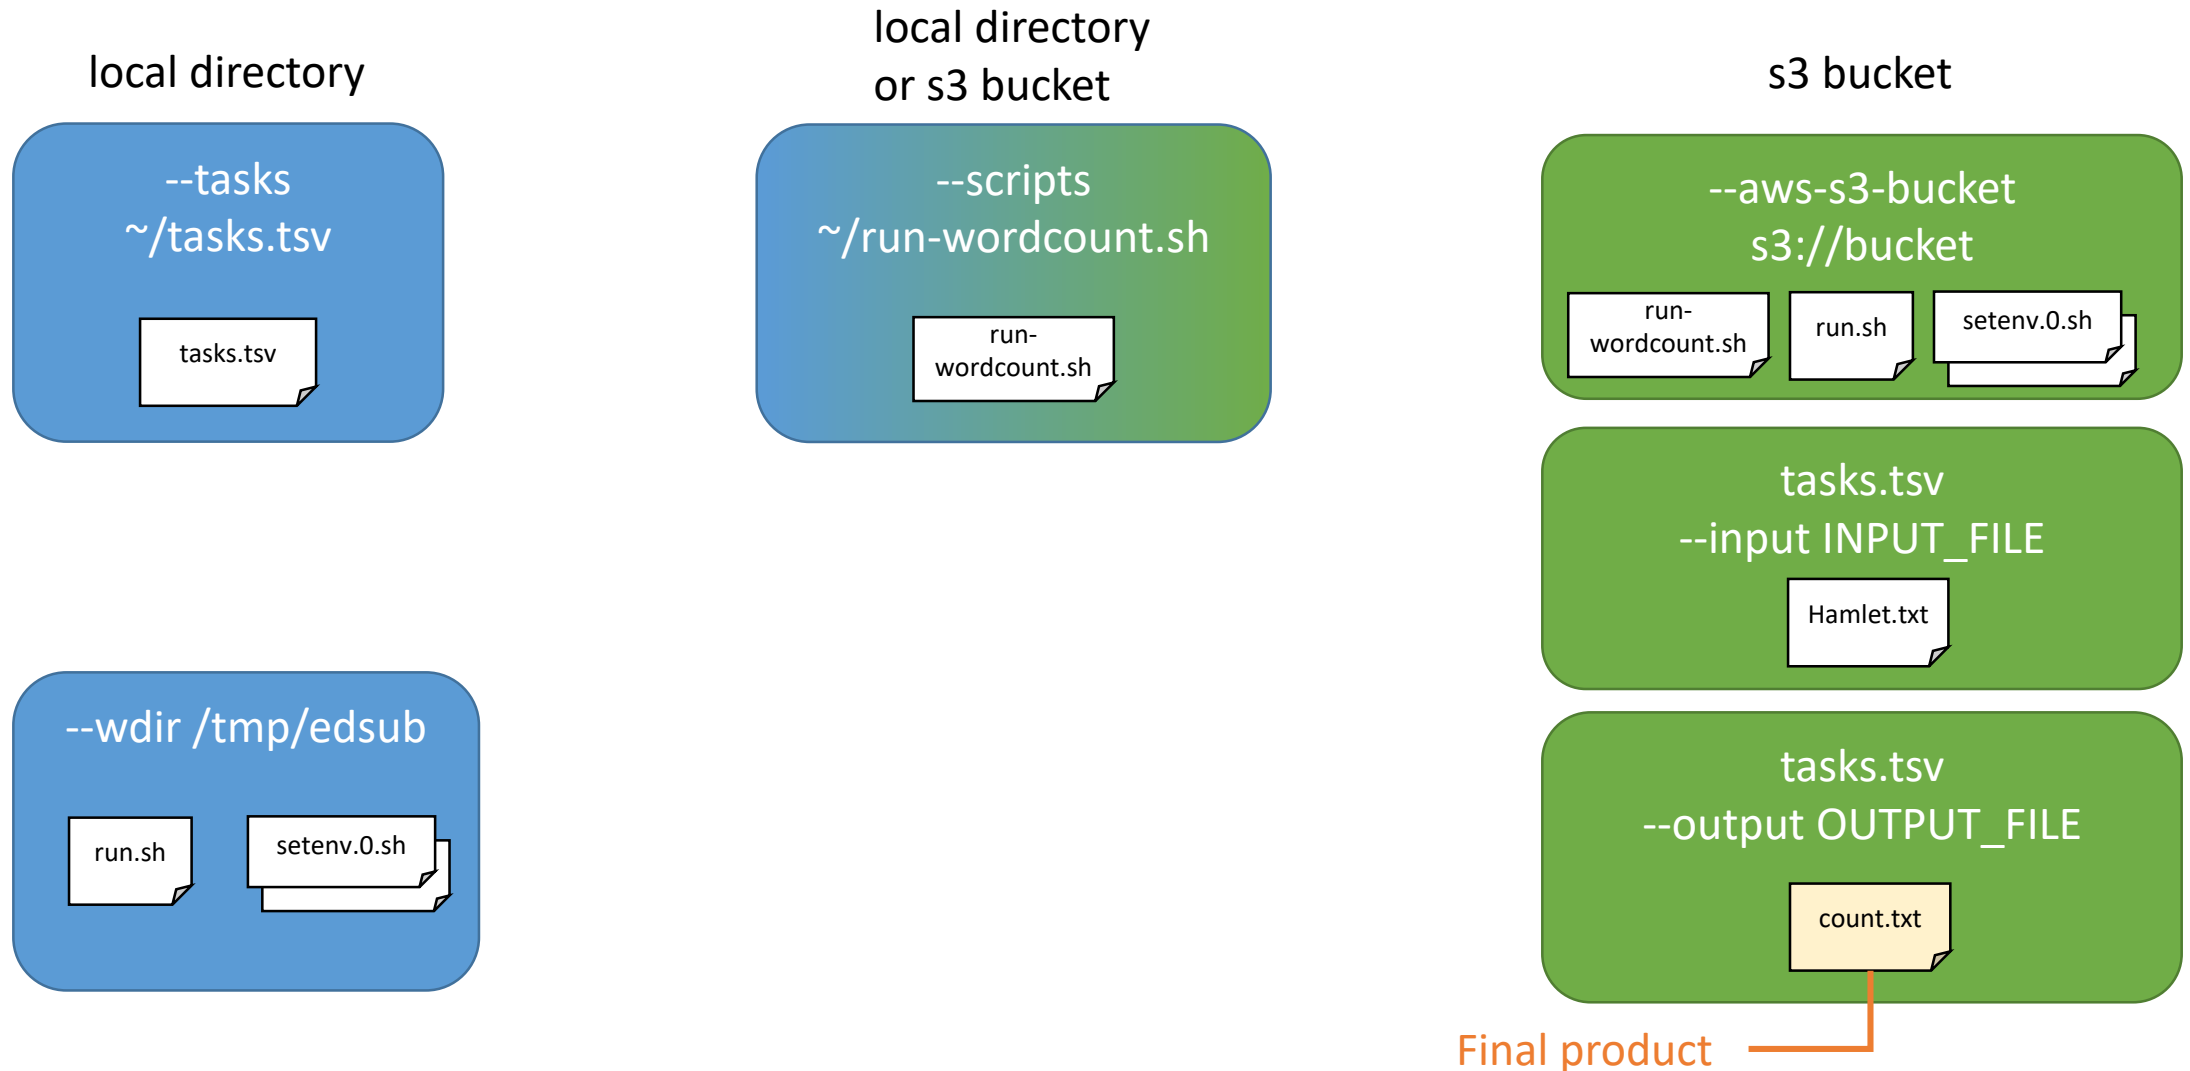 local directory
--tasks
~/tasks.tsv
tasks.tsv
--wdir /tmp/edsub
run.sh
setenv.0.sh
local directory
or s3 bucket
--scripts
~/run-wordcount.sh
run-
wordcount.sh
s3 bucket
--aws-s3-bucket
s3://bucket
run-
wordcount.sh
run.sh
setenv.0.sh
tasks.tsv
--input INPUT_FILE
Hamlet.txt
tasks.tsv
--output OUTPUT_FILE
count.txt
Final product